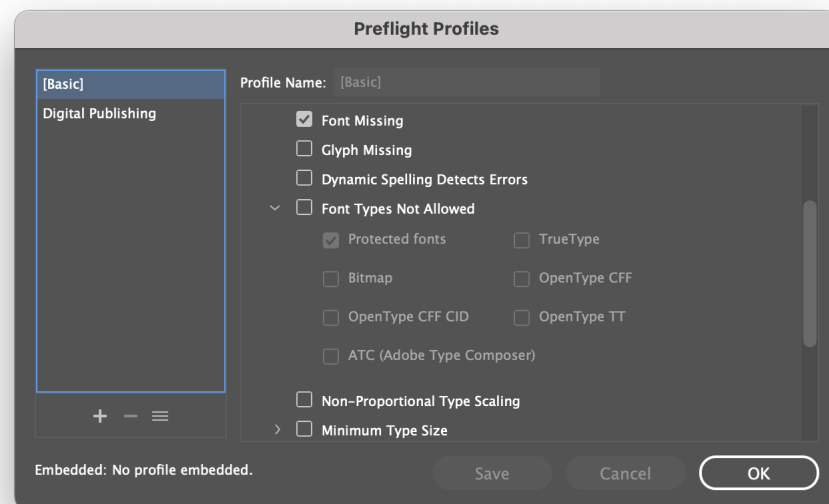 Preflight Profiles
[Basic]
Digital Publishing
Profile Name: [Basic]
Font Missing
Glyph Missing
Dynamic Spelling Detects Errors
Font Types Not Allowed
Protected fonts TrueType
Bitmap OpenType CFF
OpenType CFF CID OpenType TT
ATC (Adobe Type Composer)
Non-Proportional Type Scaling
Minimum Type Size
Embedded: No profile embedded.
Save Cancel OK